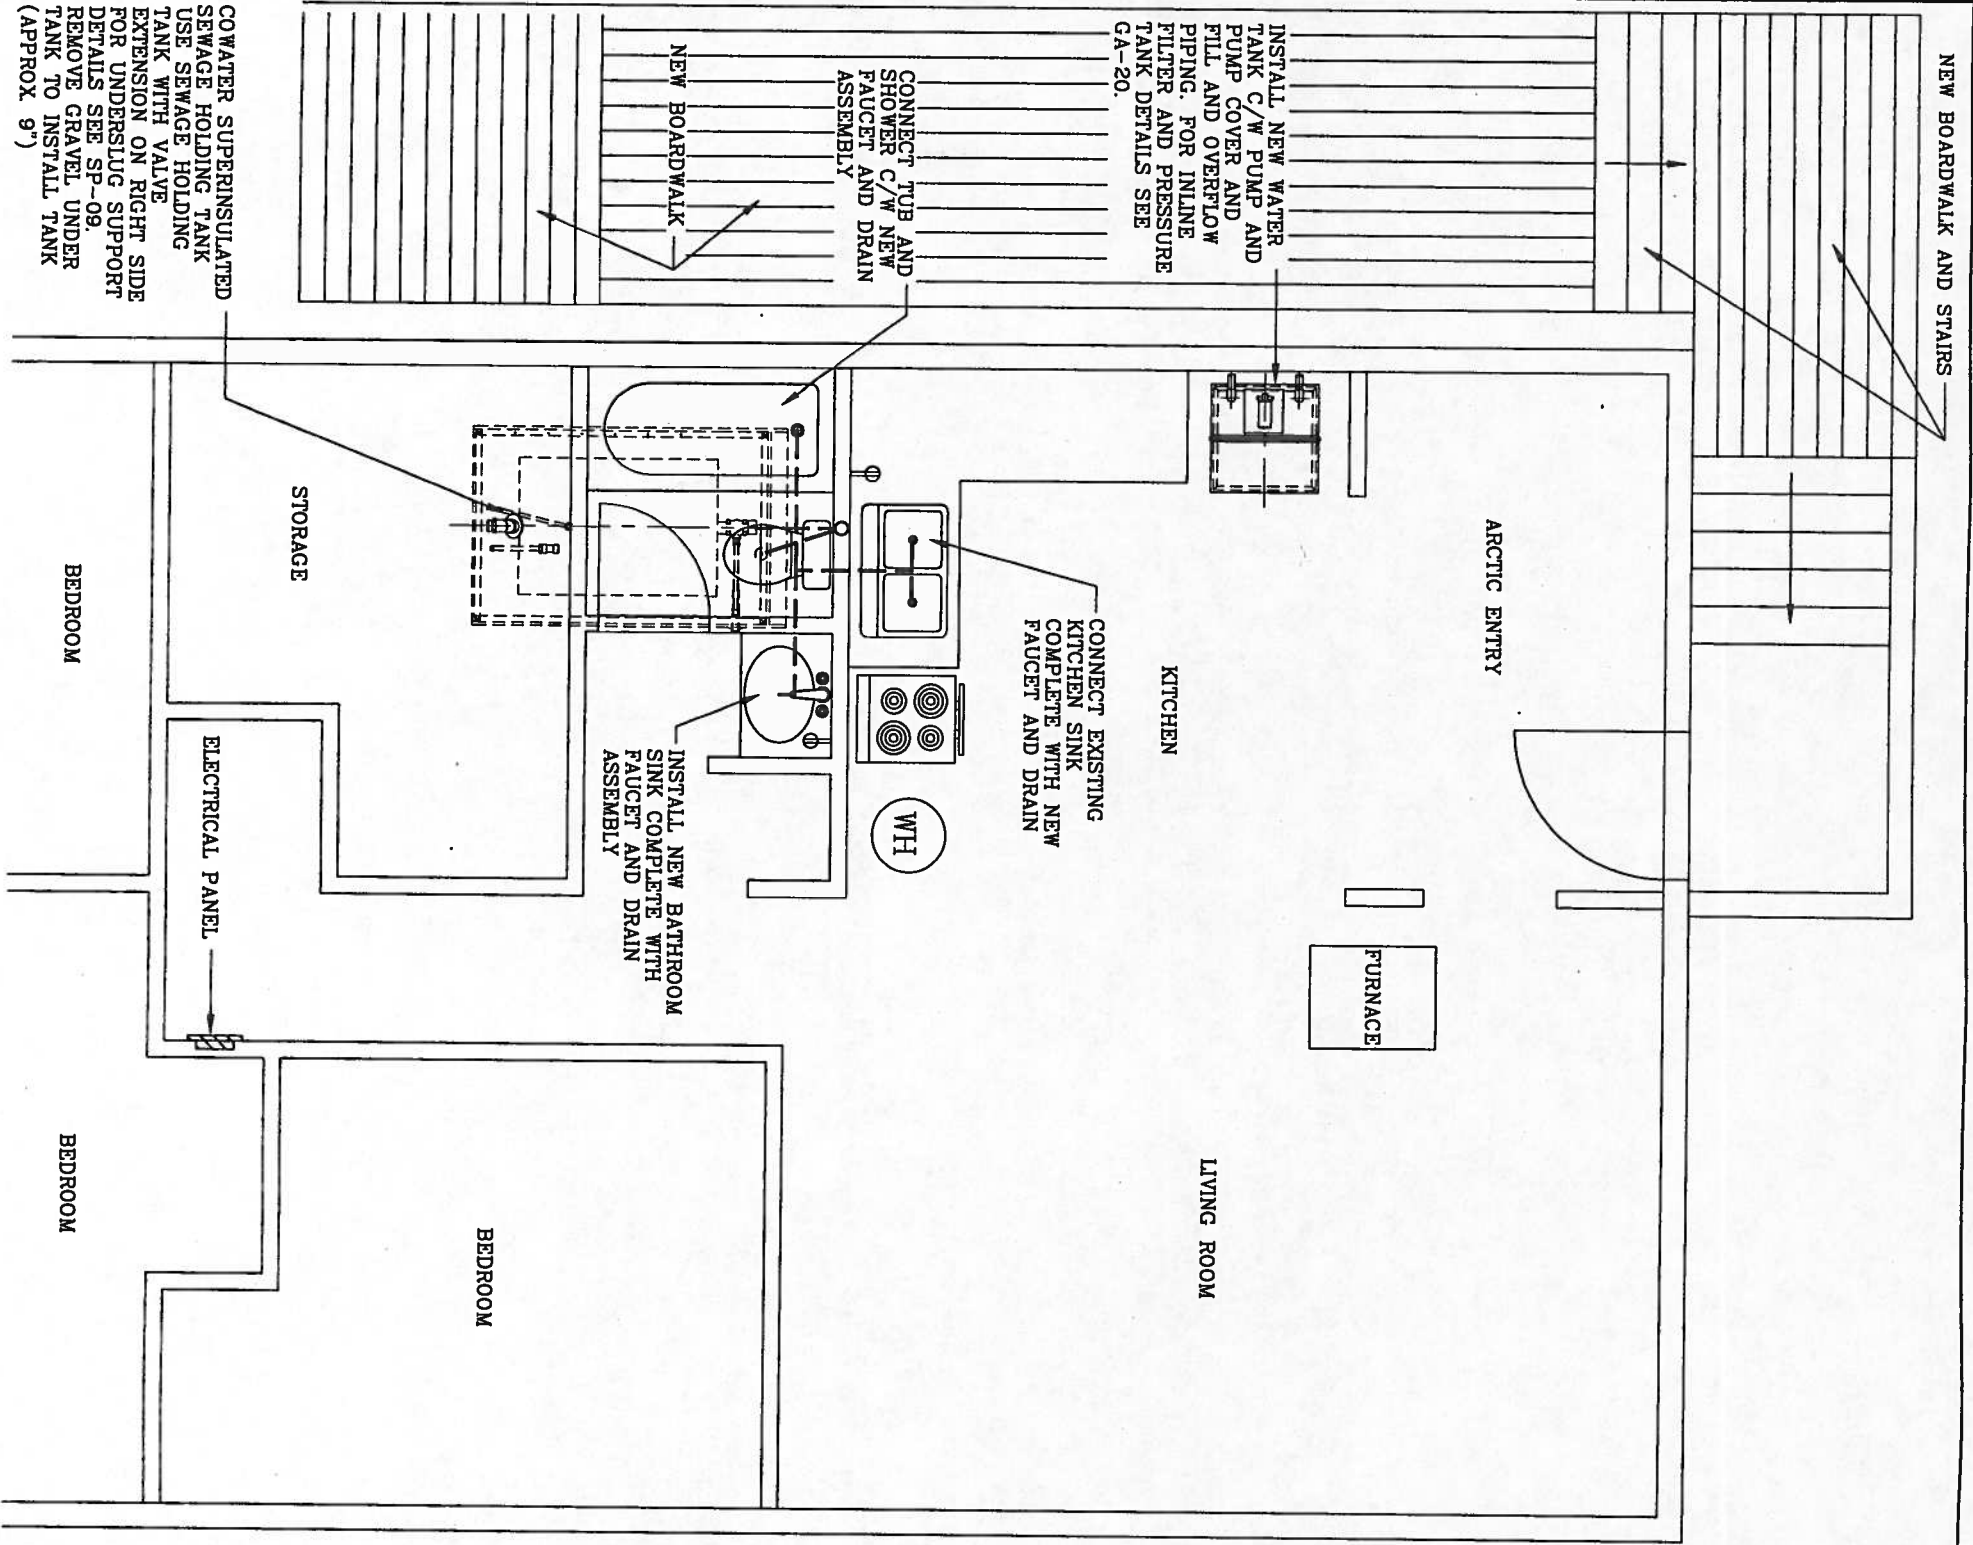 NEW BOARDWALK AND STAIRS
INSTALL NEW WATER
TANK C/W PUMP AND
PUMP COVER AND
FILL AND OVERFLOW
PIPING. FOR INLINE
FILTER AND PRESSURE
TANK DETAILS SEE
GA-20.
ARCTIC ENTRY
FURNACE
LIVING ROOM
KITCHEN
CONNECT EXISTING
KITCHEN SINK
COMPLETE WITH NEW
FAUCET AND DRAIN
CONNECT TUB AND
SHOWER C/W NEW
FAUCET AND DRAIN
ASSEMBLY
WH
NEW BOARDWALK
INSTALL NEW BATHROOM
SINK COMPLETE WITH
FAUCET AND DRAIN
ASSEMBLY
BEDROOM
STORAGE
COWATER SUPERINSULATED
SEWAGE HOLDING TANK
USE SEWAGE HOLDING
TANK WITH VALVE
EXTENSION ON RIGHT SIDE
FOR UNDERSLUG SUPPORT
DETAILS SEE SP-09.
REMOVE GRAVEL UNDER
TANK TO INSTALL TANK
(APPROX 9")
ELECTRICAL PANEL
BEDROOM
BEDROOM